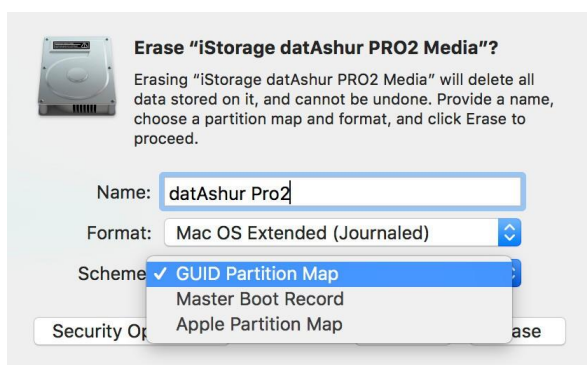 Erase “iStorage datAshur PRO2 Media”?
Erasing “iStorage datAshur PRO2 Media” will delete all
data stored on it, and cannot be undone. Provide a name,
choose a partition map and format, and click Erase to
proceed.
Name: datAshur Pro2
Format: Mac OS Extended (Journaled)
Scheme ✓ GUID Partition Map
Master Boot Record
Apple Partition Map
Security Op ase